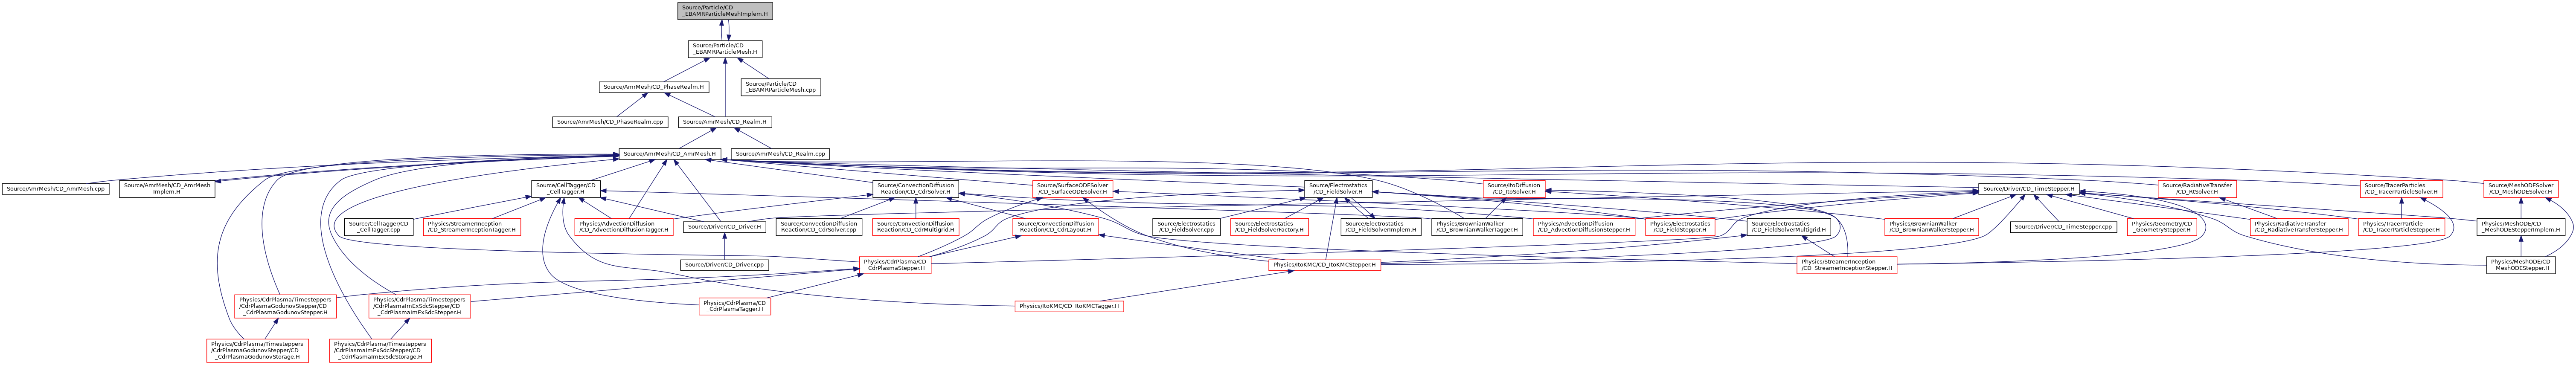 Source/Particle/CD
_EBAMRParticleMeshImplem.H
Source/Particle/CD
_EBAMRParticleMesh.H
Source/AmrMesh/CD_PhaseRealm.H
Source/Particle/CD
_EBAMRParticleMesh.cpp
Source/AmrMesh/CD_PhaseRealm.cpp
Source/AmrMesh/CD_Realm.H
Source/AmrMesh/CD_AmrMesh.H
Source/AmrMesh/CD_Realm.cpp
Source/AmrMesh/CD_AmrMesh.cpp
Source/AmrMesh/CD_AmrMesh
Implem.H
Source/CellTagger/CD
_CellTagger.H
Source/ConvectionDiffusion
Reaction/CD_CdrSolver.H
Source/SurfaceODESolver
/CD_SurfaceODESolver.H
Source/Electrostatics
/CD_FieldSolver.H
Source/ItoDiffusion
/CD_ItoSolver.H
Source/Driver/CD_TimeStepper.H
Source/RadiativeTransfer
/CD_RtSolver.H
Source/TracerParticles
/CD_TracerParticleSolver.H
Source/MeshODESolver
/CD_MeshODESolver.H
Source/CellTagger/CD
_CellTagger.cpp
Physics/StreamerInception
/CD_StreamerInceptionTagger.H
Physics/AdvectionDiffusion
/CD_AdvectionDiffusionTagger.H
Source/Driver/CD_Driver.H
Source/ConvectionDiffusion
Reaction/CD_CdrSolver.cpp
Source/ConvectionDiffusion
Reaction/CD_CdrMultigrid.H
Source/ConvectionDiffusion
Reaction/CD_CdrLayout.H
Source/Electrostatics
/CD_FieldSolver.cpp
Source/Electrostatics
/CD_FieldSolverFactory.H
Source/Electrostatics
/CD_FieldSolverImplem.H
Physics/BrownianWalker
/CD_BrownianWalkerTagger.H
Physics/AdvectionDiffusion
/CD_AdvectionDiffusionStepper.H
Physics/Electrostatics
/CD_FieldStepper.H
Source/Electrostatics
/CD_FieldSolverMultigrid.H
Physics/BrownianWalker
/CD_BrownianWalkerStepper.H
Source/Driver/CD_TimeStepper.cpp
Physics/Geometry/CD
_GeometryStepper.H
Physics/RadiativeTransfer
/CD_RadiativeTransferStepper.H
Physics/TracerParticle
/CD_TracerParticleStepper.H
Physics/MeshODE/CD
_MeshODEStepperImplem.H
Source/Driver/CD_Driver.cpp
Physics/CdrPlasma/CD
_CdrPlasmaStepper.H
Physics/ItoKMC/CD_ItoKMCStepper.H
Physics/StreamerInception
/CD_StreamerInceptionStepper.H
Physics/MeshODE/CD
_MeshODEStepper.H
Physics/CdrPlasma/Timesteppers
/CdrPlasmaGodunovStepper/CD
_CdrPlasmaGodunovStepper.H
Physics/CdrPlasma/Timesteppers
/CdrPlasmaImExSdcStepper/CD
_CdrPlasmaImExSdcStepper.H
Physics/CdrPlasma/CD
_CdrPlasmaTagger.H
Physics/ItoKMC/CD_ItoKMCTagger.H
Physics/CdrPlasma/Timesteppers
/CdrPlasmaGodunovStepper/CD
_CdrPlasmaGodunovStorage.H
Physics/CdrPlasma/Timesteppers
/CdrPlasmaImExSdcStepper/CD
_CdrPlasmaImExSdcStorage.H